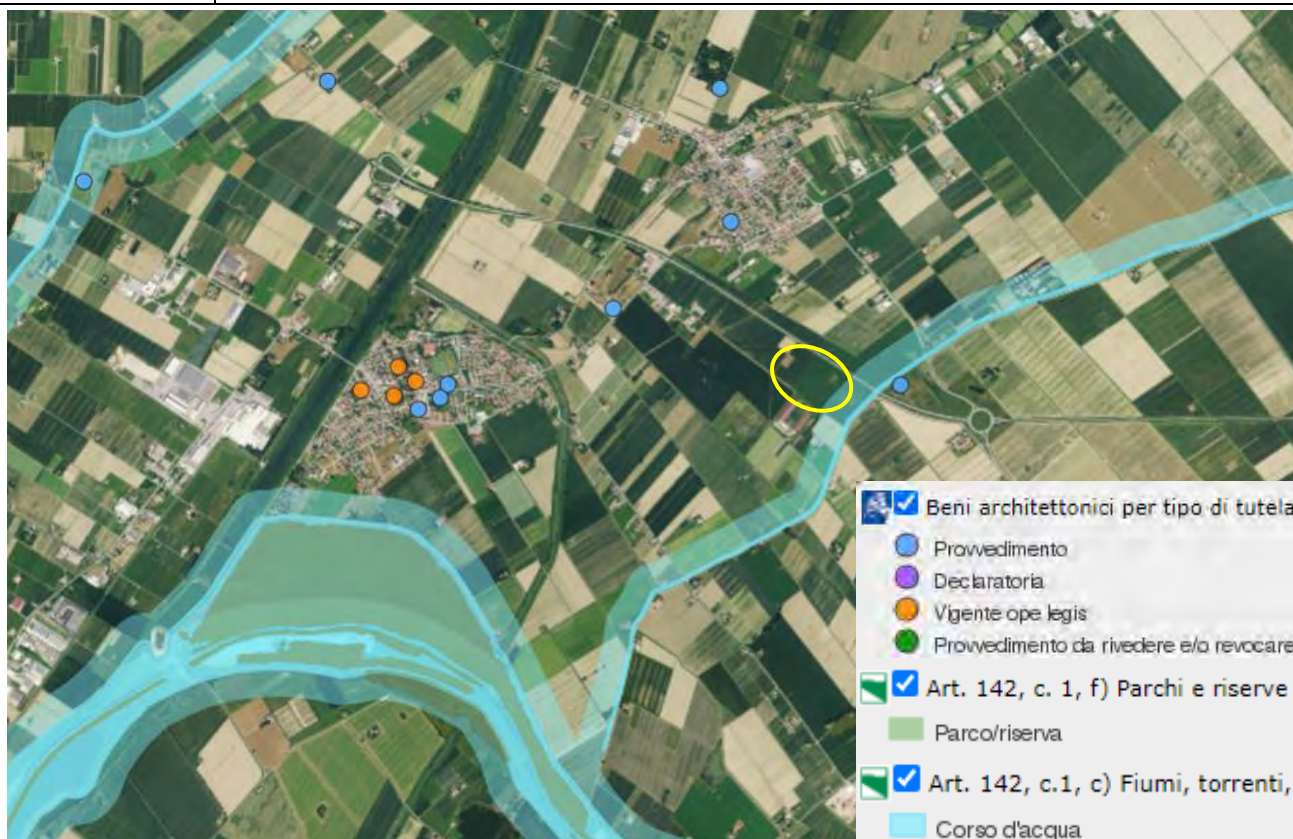 Beni architettonici per tipo di tutela
Provvedimento
Declaratoria
Vigente ope legis
Provvedimento da rivedere e/o revocare
Art. 142, c. 1, f) Parchi e riserve
Parco/riserva
Art. 142, c.1, c) Fiumi, torrenti,
Corso d'acqua